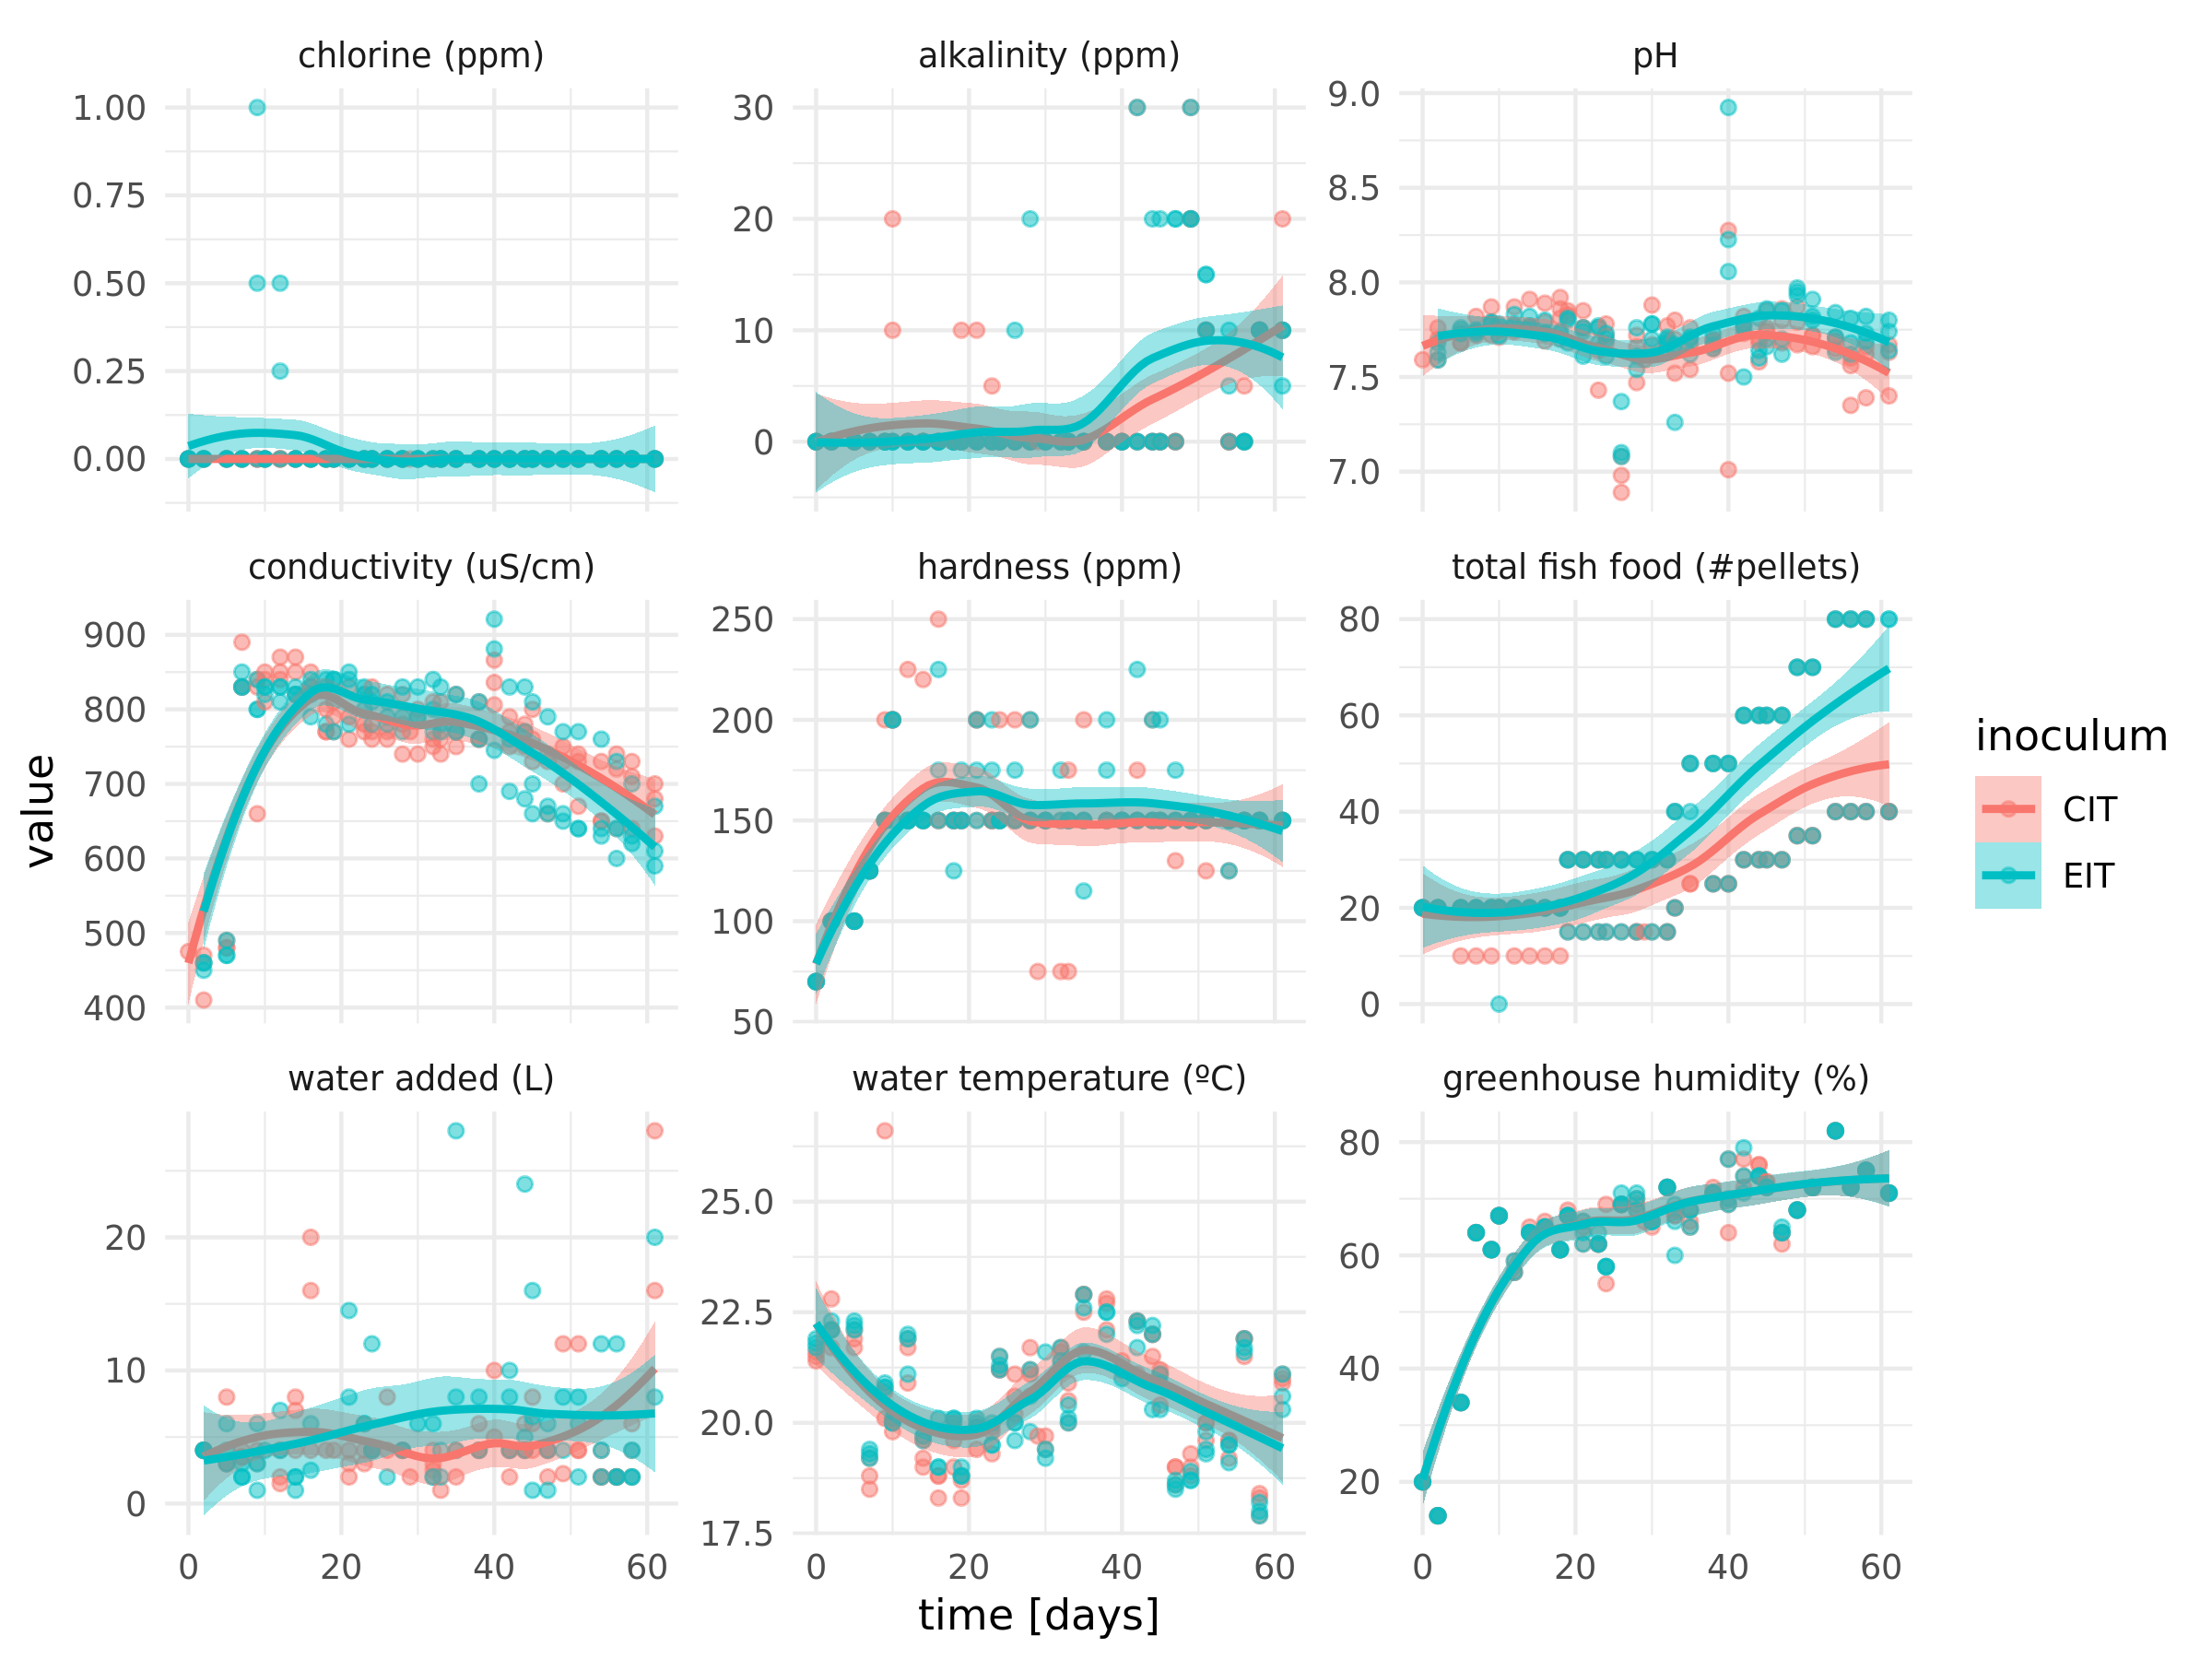 chlorine (ppm)
alkalinity (ppm)
pH
1.00
0.75
0.50
0.25
0.00
30
20
10
0
9.0
8.5
8.0
7.5
7.0
conductivity (uS/cm)
hardness (ppm)
total fish food (#pellets)
900
800
700
600
500
400
250
200
150
100
50
80
60
40
20
0
water added (L)
water temperature (ºC)
greenhouse humidity (%)
20
10
0
25.0
22.5
20.0
17.5
80
60
40
20
0 20 40 60
0 20 40 60
0 20 40 60
time [days]
value
inoculum
CIT
EIT